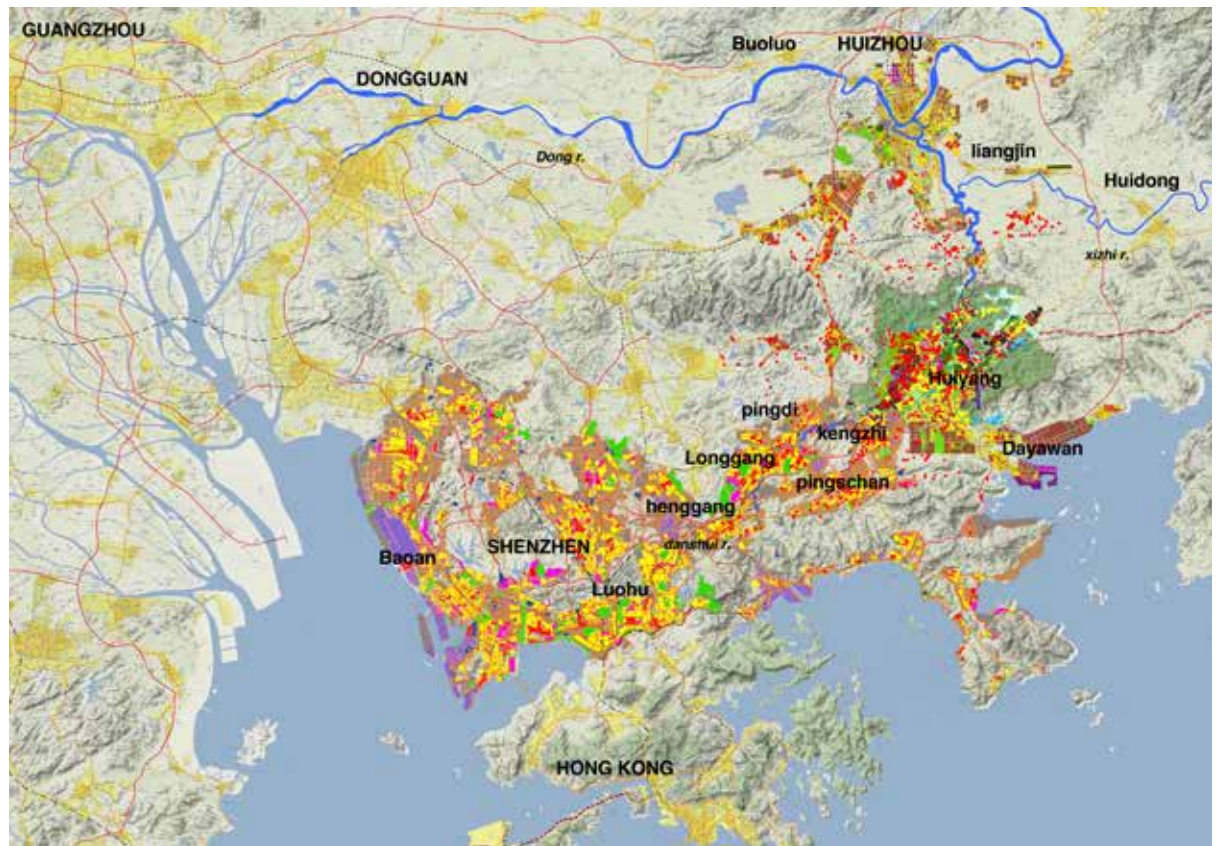 GUANGZHOU
Buoluo
HUIZHOU
DONGGUAN
Dong r.
liangjin
Huidong
xizhi r.
Huiyang
pingdi
kengzhi
Dayawan
Longgang
pingschan
henggang
danshui r.
SHENZHEN
Baoan
Luohu
HONG KONG